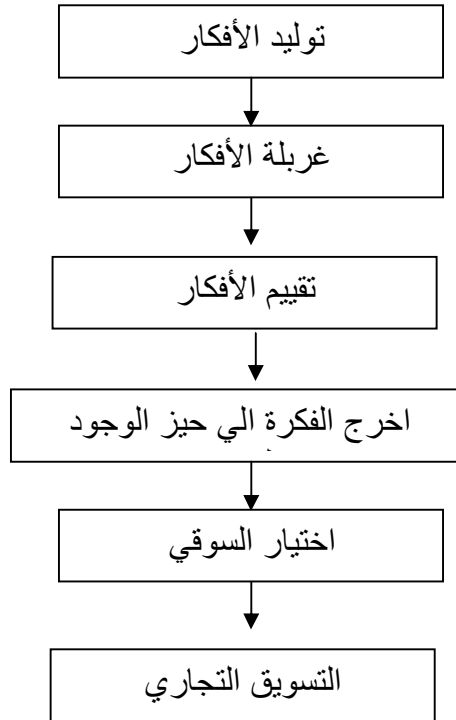 توليد الأفكار
غربلة الأفكار
تقييم الأفكار
اخرج الفكرة الي حيز الوجود
اختيار السوقي
التسويق التجاري